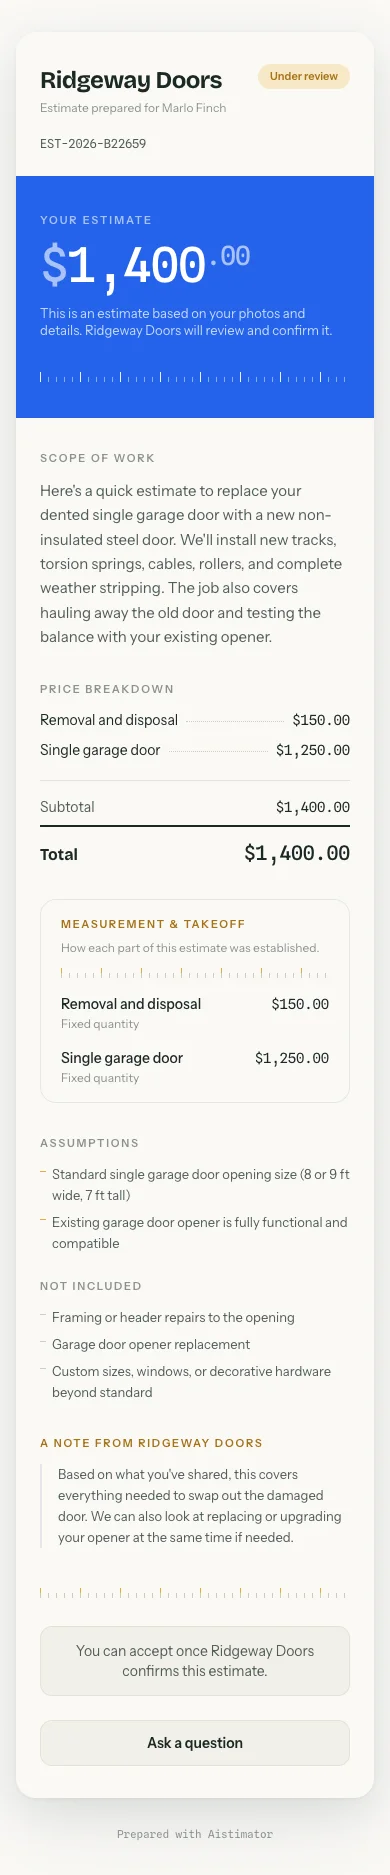 Ridgeway Doors
Under review
Estimate prepared for Marlo Finch
EST-2026-B22659
YOUR ESTIMATE
$1,400.00
This is an estimate based on your photos and
details. Ridgeway Doors will review and confirm it.
SCOPE OF WORK
Here's a quick estimate to replace your
dented single garage door with a new non-
insulated steel door. We'll install new tracks,
torsion springs, cables, rollers, and complete
weather stripping. The job also covers
hauling away the old door and testing the
balance with your existing opener.
PRICE BREAKDOWN
Removal and disposal $150.00
Single garage door $1,250.00
Subtotal $1,400.00
Total $1,400.00
MEASUREMENT & TAKEOFF
How each part of this estimate was established.
Removal and disposal $150.00
Fixed quantity
Single garage door $1,250.00
Fixed quantity
ASSUMPTIONS
Standard single garage door opening size (8 or 9 ft
wide, 7 ft tall)
Existing garage door opener is fully functional and
compatible
NOT INCLUDED
Framing or header repairs to the opening
Garage door opener replacement
Custom sizes, windows, or decorative hardware
beyond standard
A NOTE FROM RIDGEWAY DOORS
Based on what you've shared, this covers
everything needed to swap out the damaged
door. We can also look at replacing or upgrading
your opener at the same time if needed.
You can accept once Ridgeway Doors
confirms this estimate.
Ask a question
Prepared with Aistimator